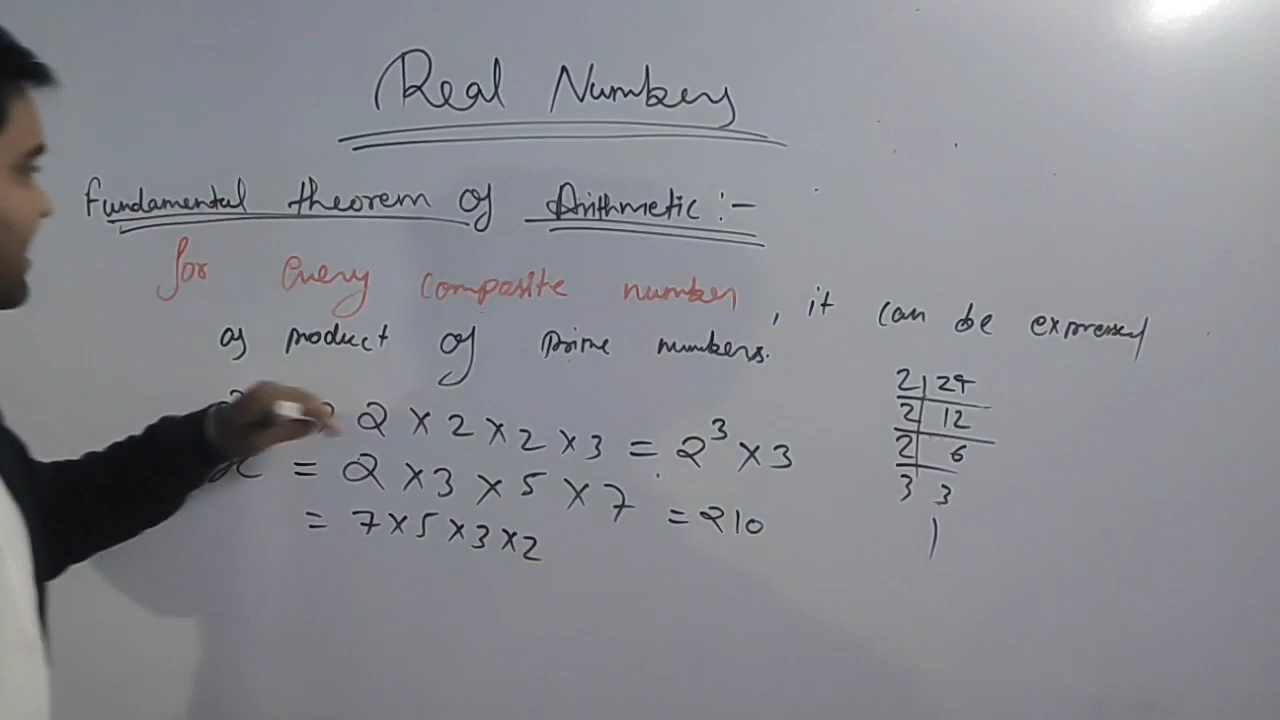 Real Numbers
Fundamental theorem of Arithmetic :-
for every composite number, it can be expressed
as product of prime numbers.
2 × 2 × 2 × 3 = 2³ × 3
x = 2 × 3 × 5 × 7 = 210
= 7 × 5 × 3 × 2
2 | 24
2 | 12
2 | 6
3 | 3
1